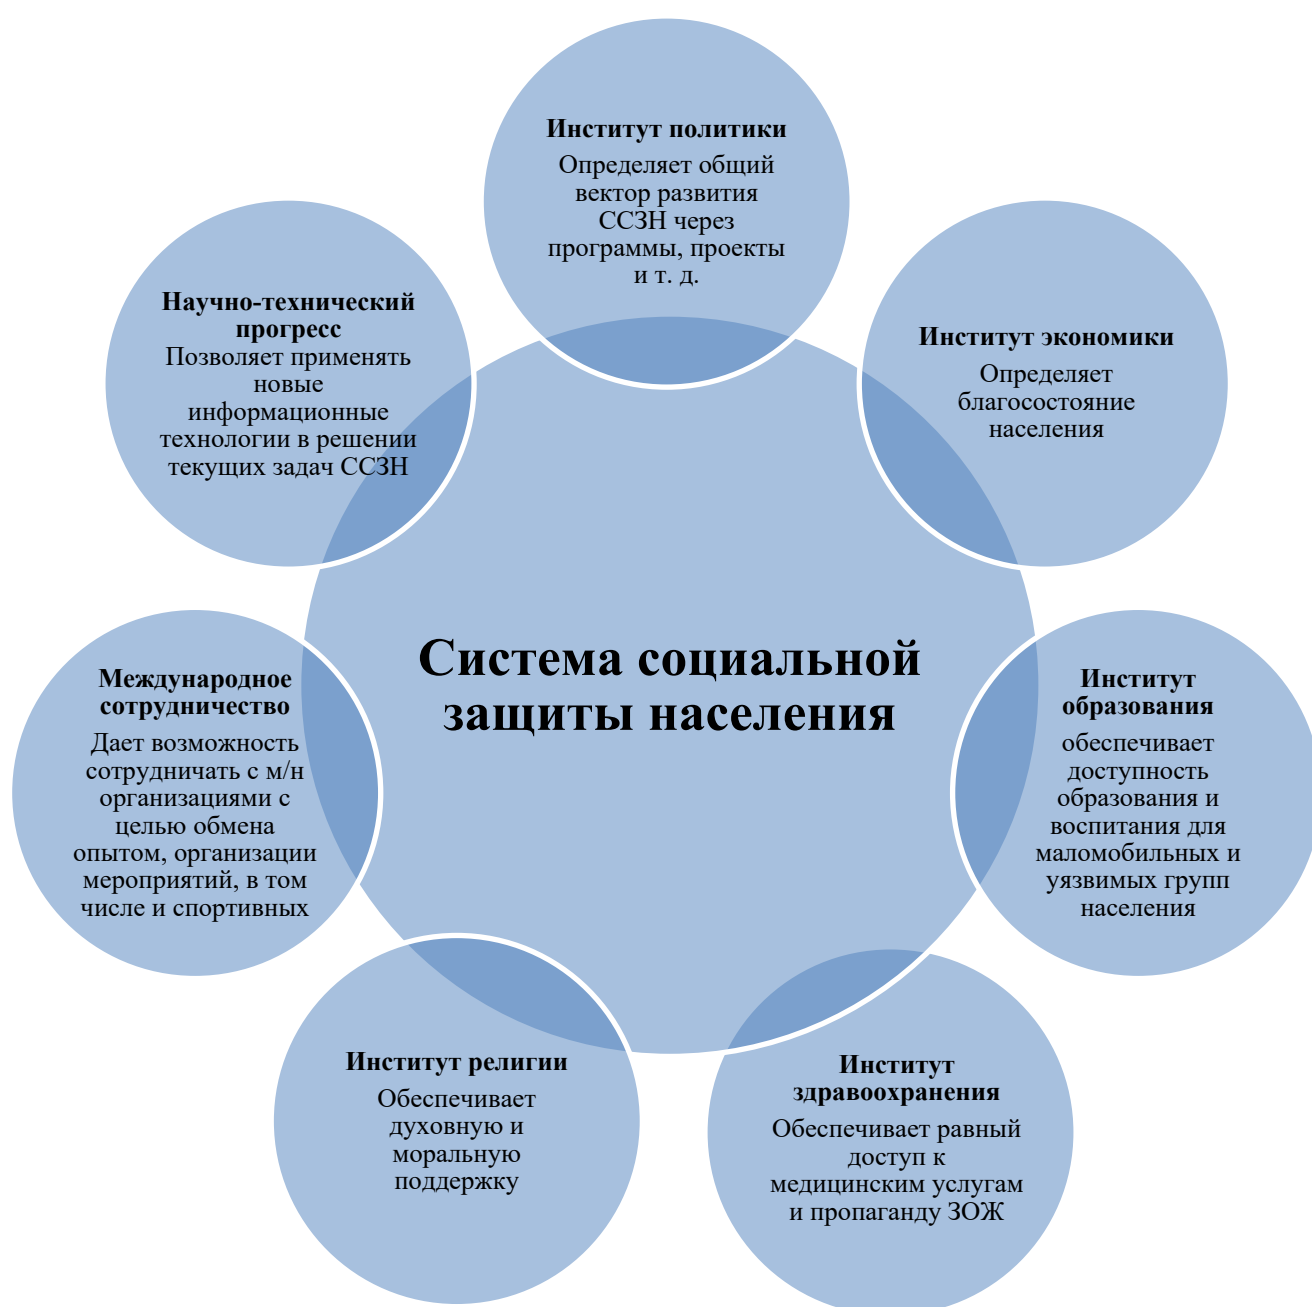 Институт политики
Определяет общий
вектор развития
ССЗН через
программы, проекты
и т. д.
Институт экономики
Определяет
благосостояние
населения
Институт
образования
обеспечивает
доступность
образования и
воспитания для
маломобильных и
уязвимых групп
населения
Институт
здравоохранения
Обеспечивает равный
доступ к
медицинским услугам
и пропаганду ЗОЖ
Институт религии
Обеспечивает
духовную и
моральную
поддержку
Международное
сотрудничество
Дает возможность
сотрудничать с м/н
организациями с
целью обмена
опытом, организации
мероприятий, в том
числе и спортивных
Научно-технический
прогресс
Позволяет применять
новые
информационные
технологии в решении
текущих задач ССЗН
Система социальной
защиты населения